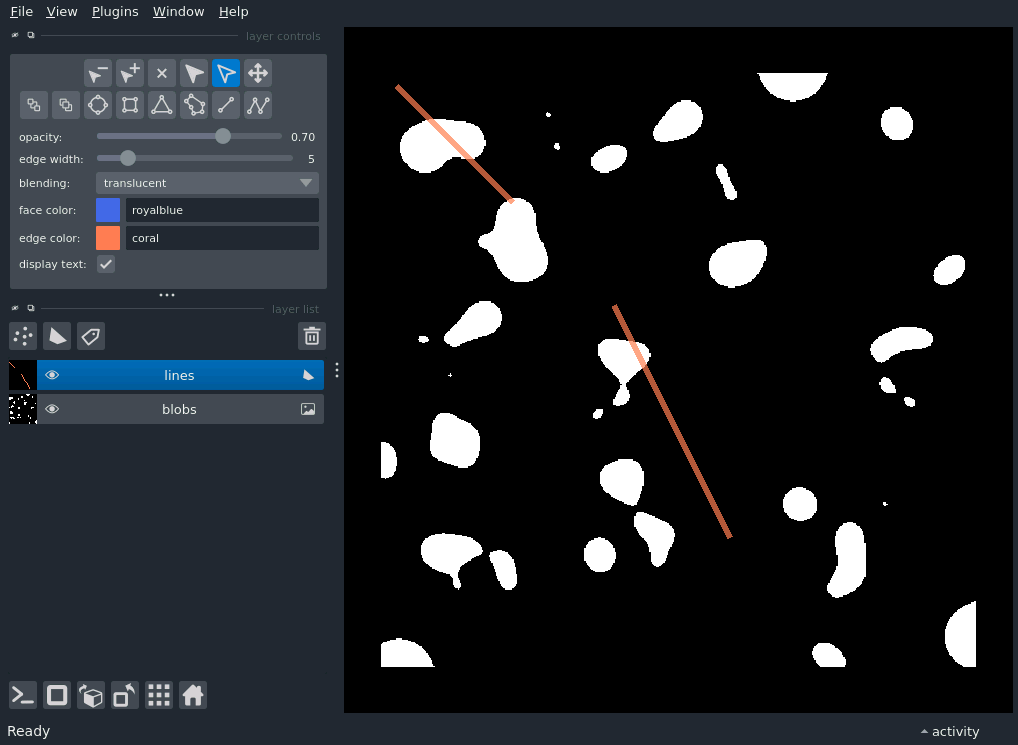 File View Plugins Window Help
layer controls
opacity: 0.70
edge width: 5
blending: translucent
face color: royalblue
edge color: coral
display text:
layer list
lines
blobs
Ready
activity